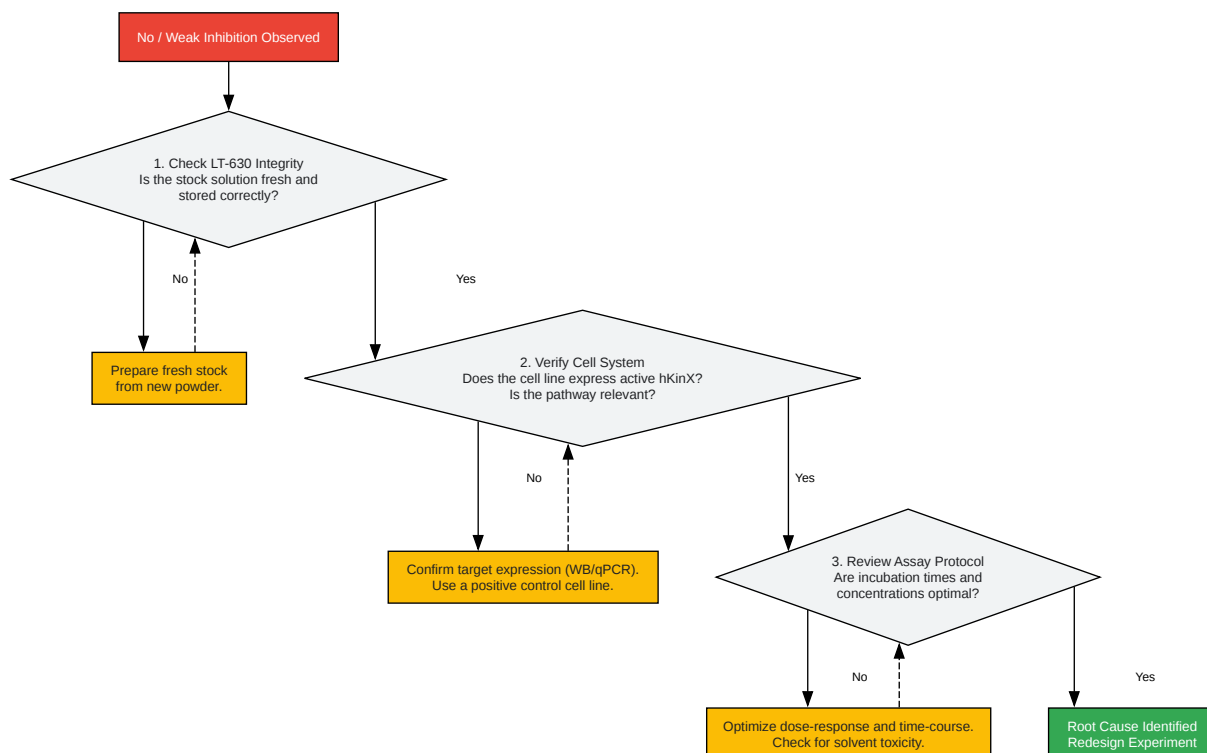 No / Weak Inhibition Observed
1. Check LT-630 Integrity
Is the stock solution fresh and
stored correctly?
No
Yes
Prepare fresh stock
from new powder.
2. Verify Cell System
Does the cell line express active hKinX?
Is the pathway relevant?
No
Yes
Confirm target expression (WB/qPCR).
Use a positive control cell line.
3. Review Assay Protocol
Are incubation times and
concentrations optimal?
No
Yes
Optimize dose-response and time-course.
Check for solvent toxicity.
Root Cause Identified
Redesign Experiment